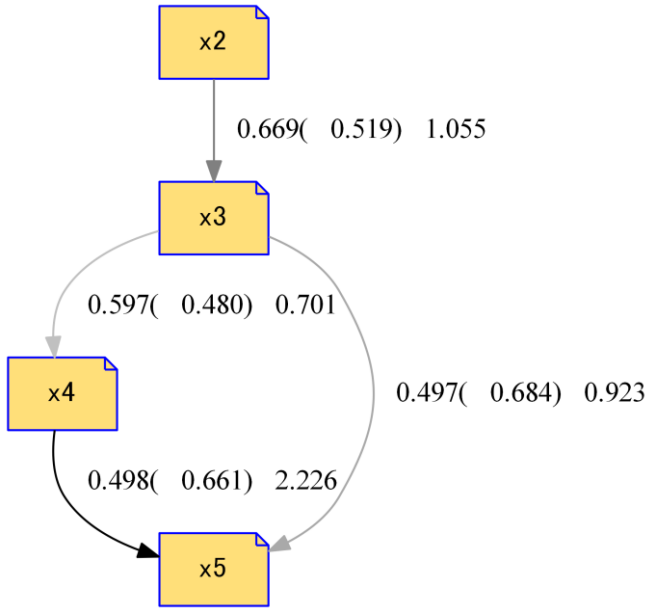 x2
0.669( 0.519) 1.055
x3
0.597( 0.480) 0.701
x4
0.497( 0.684) 0.923
0.498( 0.661) 2.226
x5